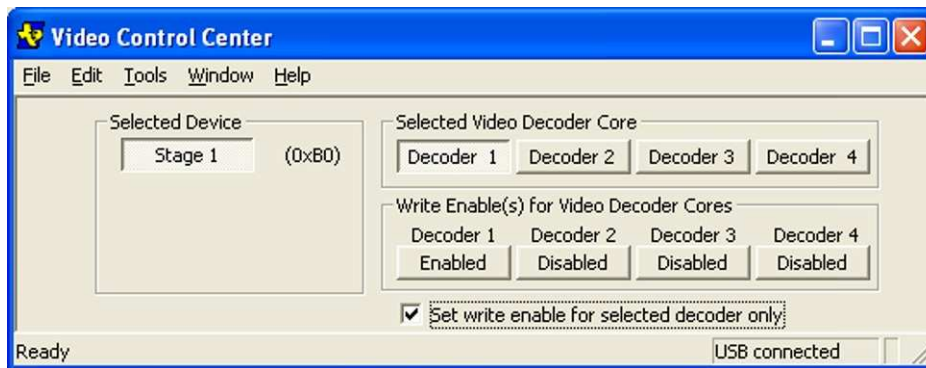 Video Control Center
File Edit Tools Window Help
Selected Device
Stage 1 (0xB0)
Selected Video Decoder Core
Decoder 1 Decoder 2 Decoder 3 Decoder 4
Write Enable(s) for Video Decoder Cores
Decoder 1 Decoder 2 Decoder 3 Decoder 4
Enabled Disabled Disabled Disabled
Set write enable for selected decoder only
Ready USB connected